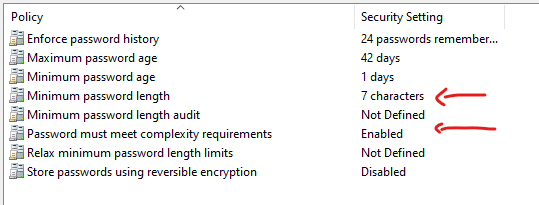 Policy Security Setting
Enforce password history 24 passwords remember...
Maximum password age 42 days
Minimum password age 1 days
Minimum password length 7 characters
Minimum password length audit Not Defined
Password must meet complexity requirements Enabled
Relax minimum password length limits Not Defined
Store passwords using reversible encryption Disabled